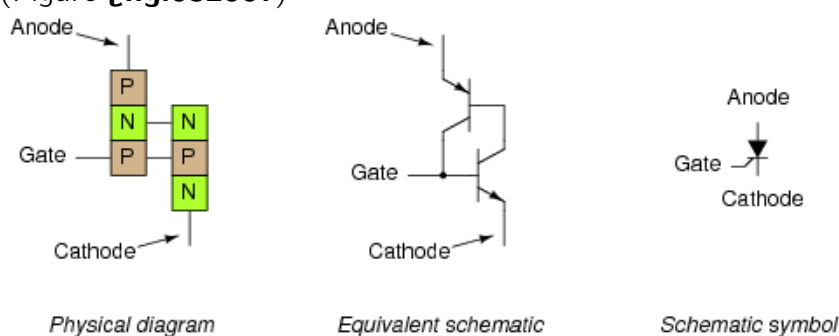 Anode
Anode
P
N
N
Anode
Gate
P
P
Gate
Gate
N
Cathode
Cathode
Cathode
Physical diagram
Equivalent schematic
Schematic symbol